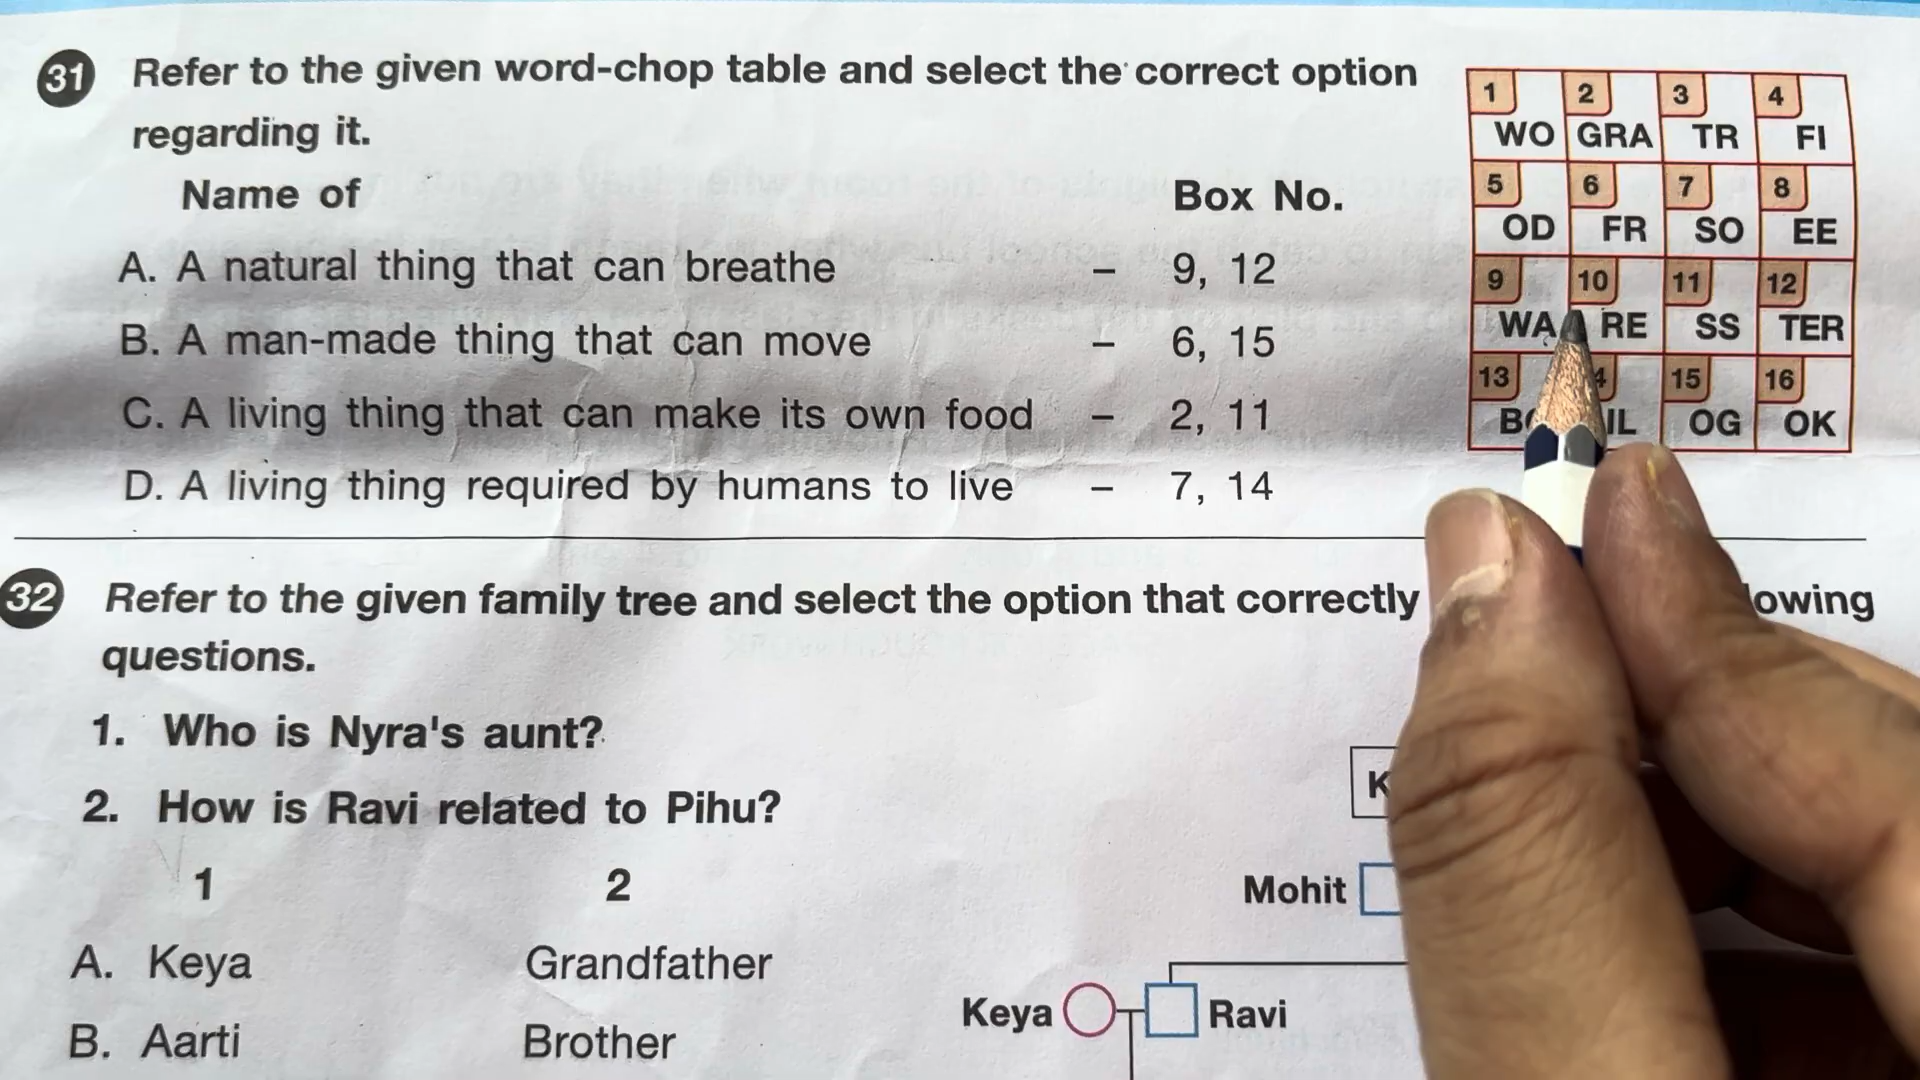 31 Refer to the given word-chop table and select the correct option
regarding it.
Name of Box No.
A. A natural thing that can breathe – 9, 12
B. A man-made thing that can move – 6, 15
C. A living thing that can make its own food – 2, 11
D. A living thing required by humans to live – 7, 14
1 2 3 4
WO GRA TR FI
5 6 7 8
OD FR SO EE
9 10 11 12
WA RE SS TER
13 15 16
IL OG OK
32 Refer to the given family tree and select the option that correctly
questions.
1. Who is Nyra's aunt?
2. How is Ravi related to Pihu?
1 2
A. Keya Grandfather
B. Aarti Brother
Mohit
Keya Ravi